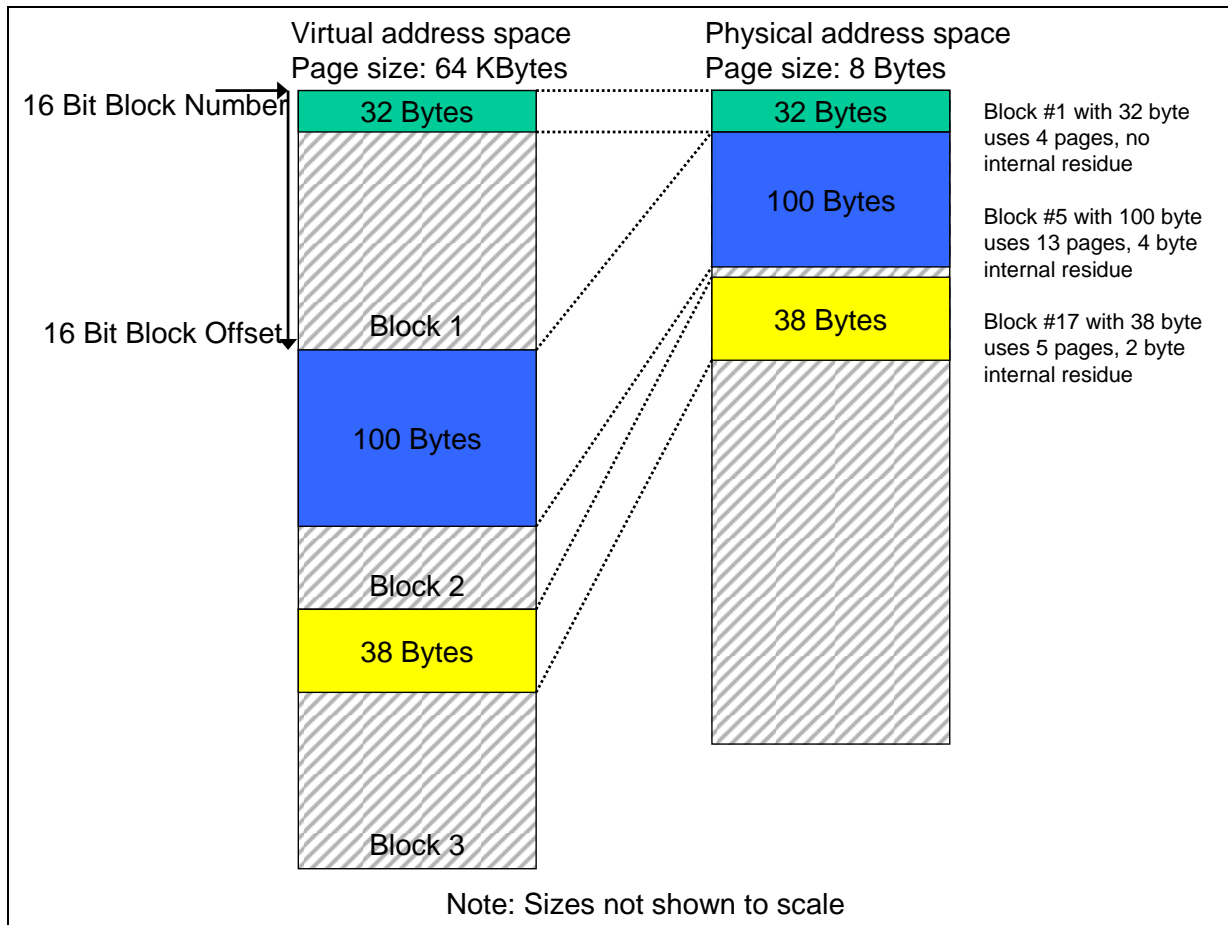 Virtual address space
Page size: 64 KBytes
Physical address space
Page size: 8 Bytes
16 Bit Block Number
32 Bytes
32 Bytes
Block #1 with 32 byte
uses 4 pages, no
internal residue
100 Bytes
Block #5 with 100 byte
uses 13 pages, 4 byte
internal residue
Block 1
38 Bytes
Block #17 with 38 byte
uses 5 pages, 2 byte
internal residue
16 Bit Block Offset
100 Bytes
Block 2
38 Bytes
Block 3
Note: Sizes not shown to scale